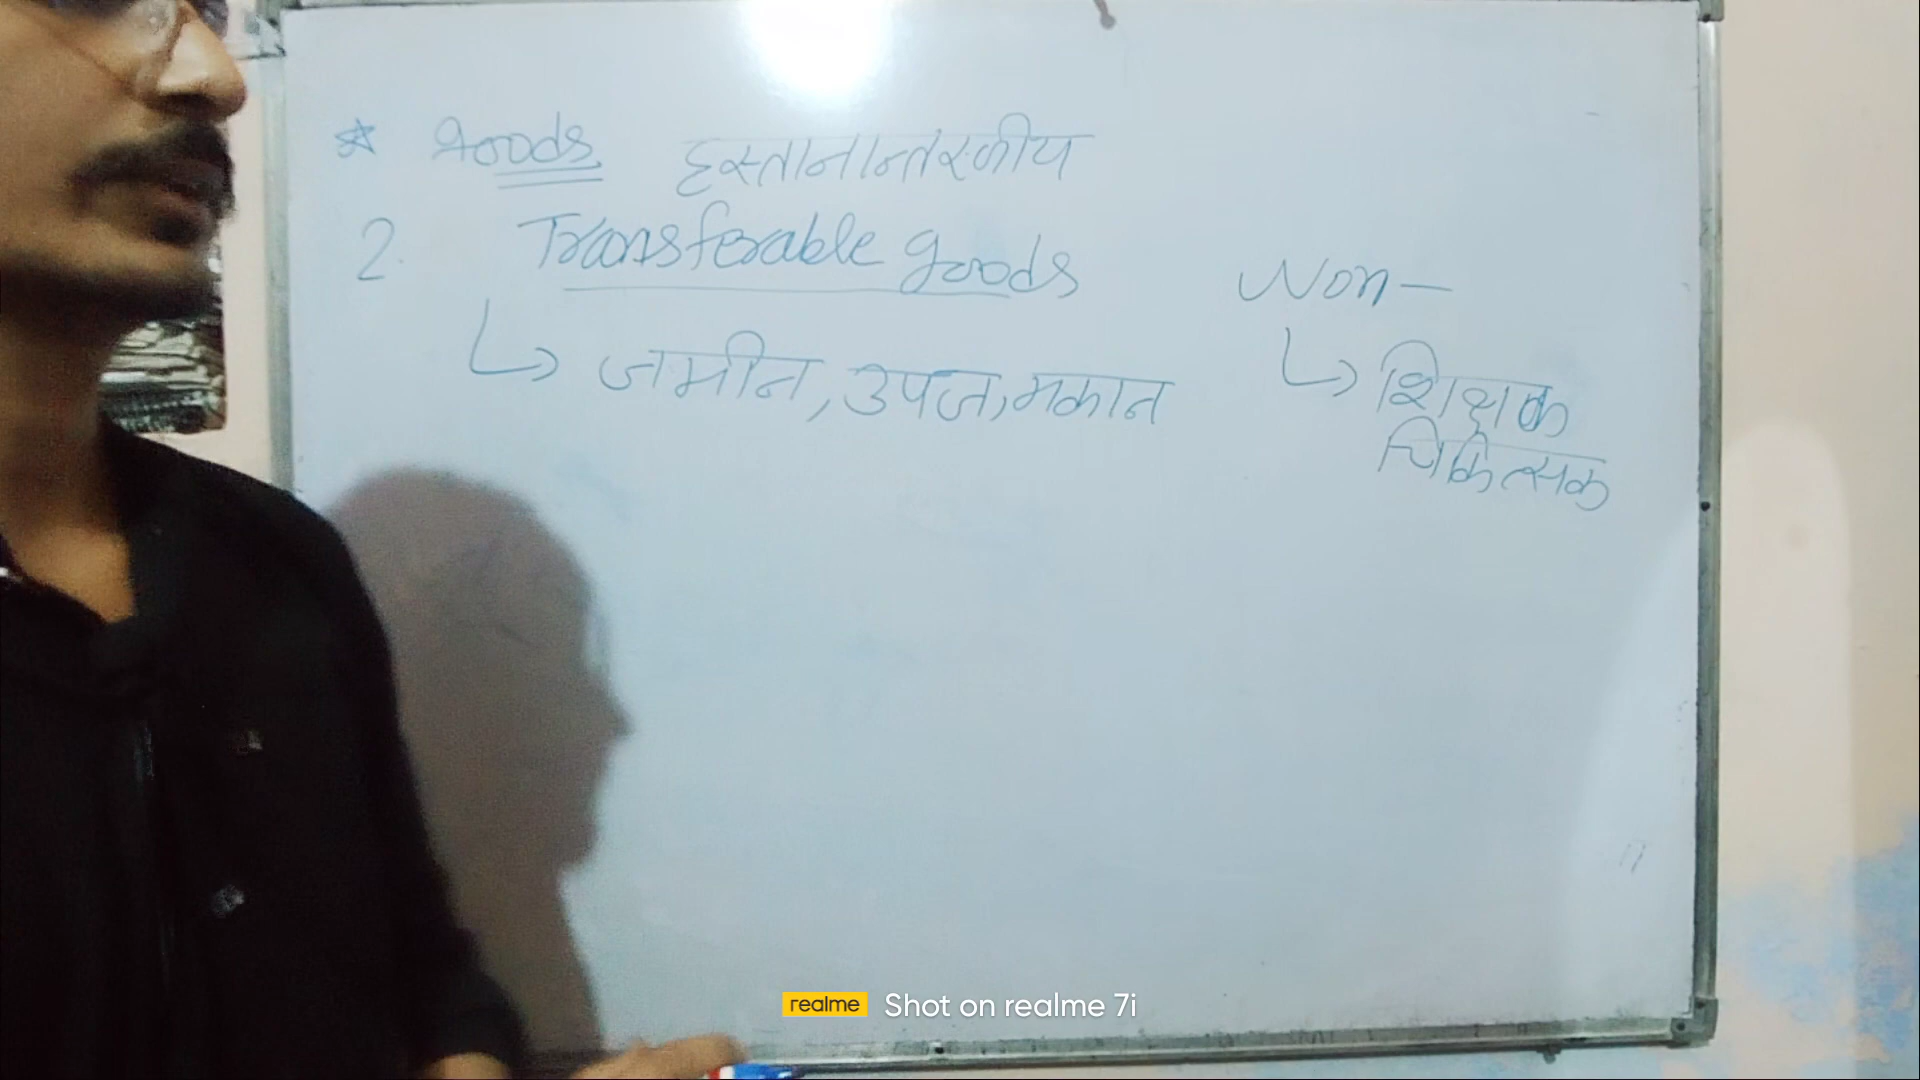 ☆ Goods हस्तानान्तरणीय
2. Transferable goods Non-
↳ जमीन, उपज, मकान ↳ शिक्षक
चिकित्सक
realme Shot on realme 7i